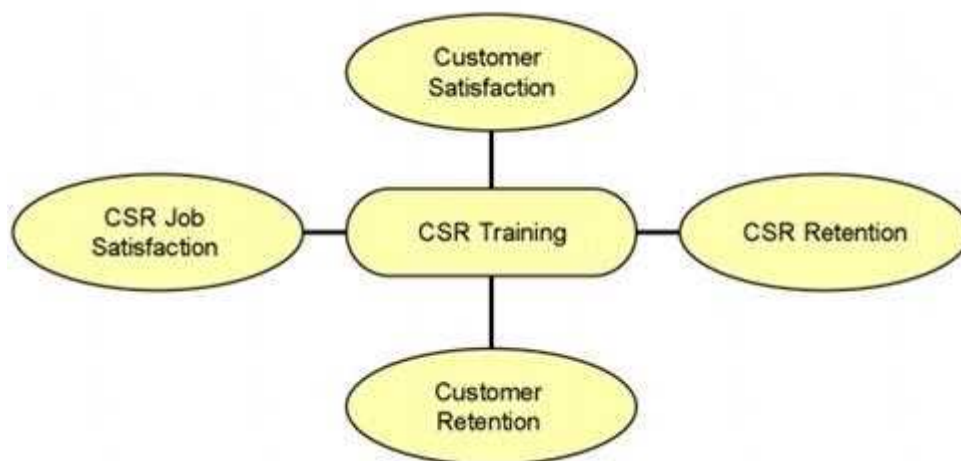 Customer
Satisfaction
CSR Job
Satisfaction
CSR Training
CSR Retention
Customer
Retention